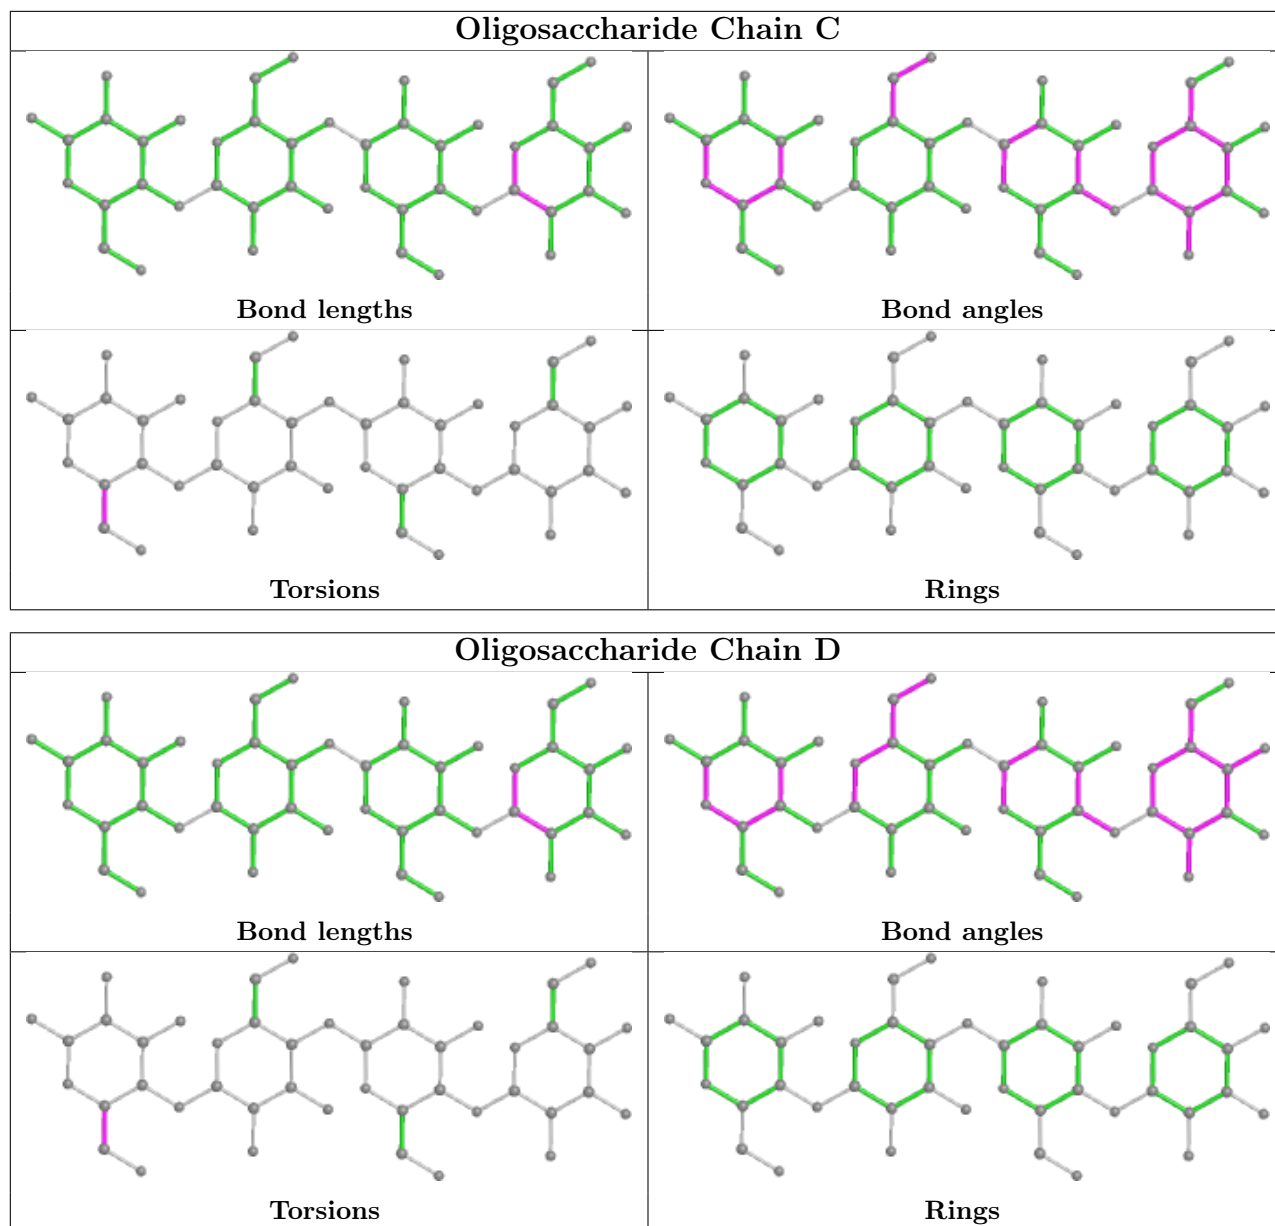 Oligosaccharide Chain C
Bond lengths
Bond angles
Torsions
Rings
Oligosaccharide Chain D
Bond lengths
Bond angles
Torsions
Rings